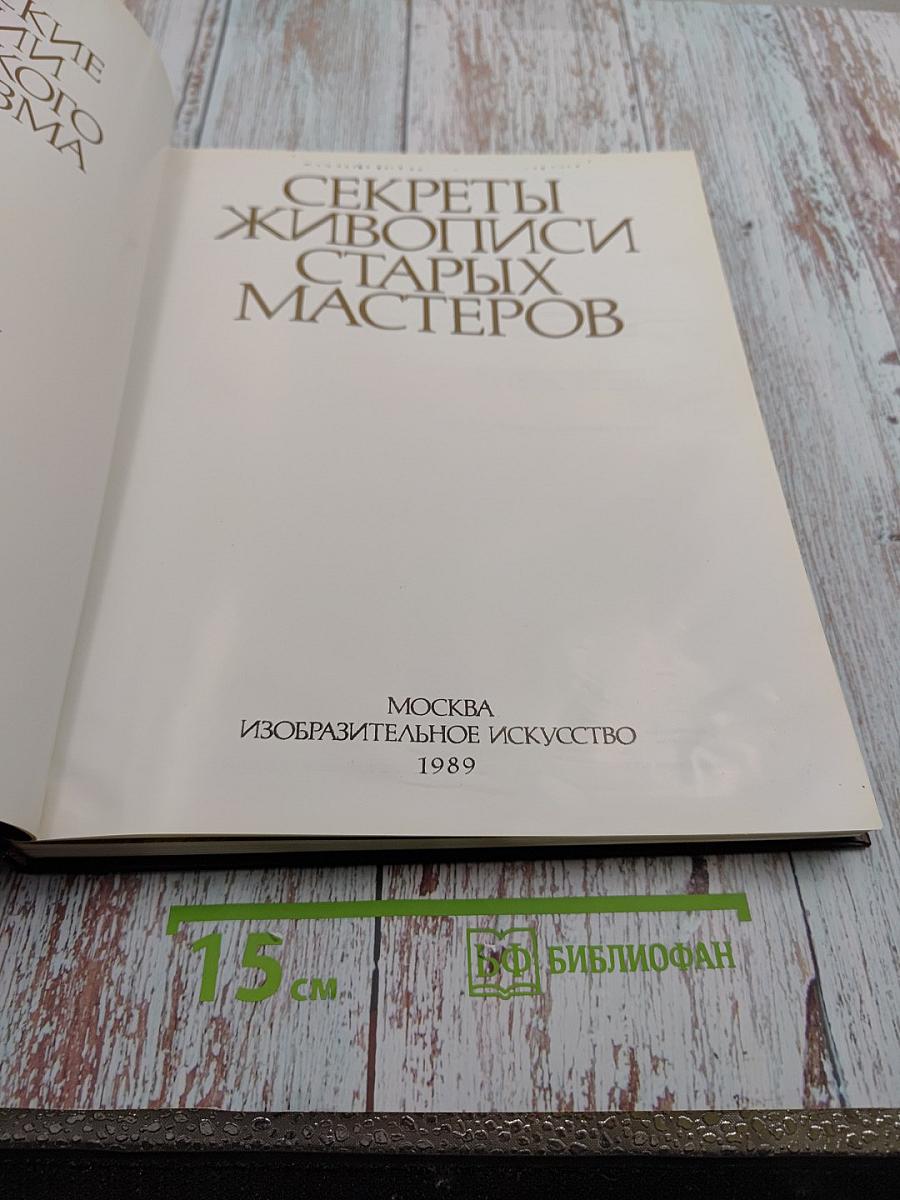 СЕКРЕТЫ
ЖИВОПИСИ
СТАРЫХ
МАСТЕРОВ
МОСКВА
ИЗОБРАЗИТЕЛЬНОЕ ИСКУССТВО
1989
15 см
БФ БИБЛИОФАН